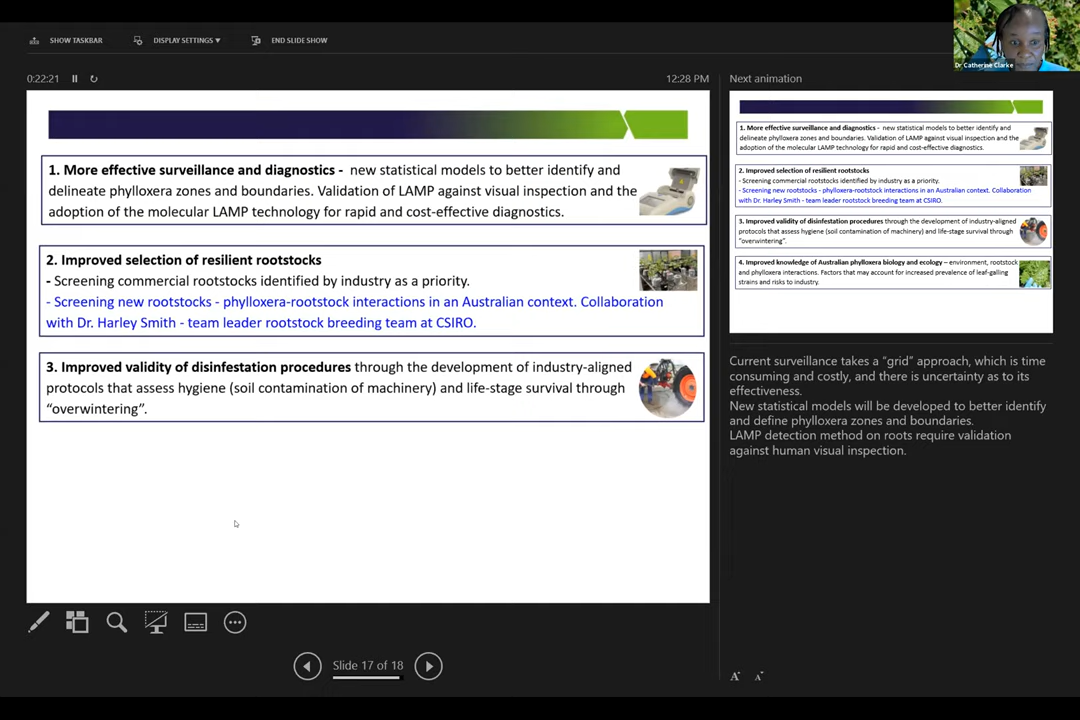 SHOW TASKBAR
DISPLAY SETTINGS ▾
END SLIDE SHOW
Dr Catherine Clarke
0:22:21
12:28 PM
1. More effective surveillance and diagnostics - new statistical models to better identify and
delineate phylloxera zones and boundaries. Validation of LAMP against visual inspection and the
adoption of the molecular LAMP technology for rapid and cost-effective diagnostics.
2. Improved selection of resilient rootstocks
- Screening commercial rootstocks identified by industry as a priority.
- Screening new rootstocks - phylloxera-rootstock interactions in an Australian context. Collaboration
with Dr. Harley Smith - team leader rootstock breeding team at CSIRO.
3. Improved validity of disinfestation procedures through the development of industry-aligned
protocols that assess hygiene (soil contamination of machinery) and life-stage survival through
"overwintering".
Slide 17 of 18
Next animation
1. More effective surveillance and diagnostics - new statistical models to better identify and
delineate phylloxera zones and boundaries. Validation of LAMP against visual inspection and the
adoption of the molecular LAMP technology for rapid and cost-effective diagnostics.
2. Improved selection of resilient rootstocks
- Screening commercial rootstocks identified by industry as a priority.
- Screening new rootstocks - phylloxera-rootstock interactions in an Australian context. Collaboration
with Dr. Harley Smith - team leader rootstock breeding team at CSIRO.
3. Improved validity of disinfestation procedures through the development of industry-aligned
protocols that assess hygiene (soil contamination of machinery) and life-stage survival through
"overwintering".
4. Improved knowledge of Australian phylloxera biology and ecology – environment, rootstock
and phylloxera interactions. Factors that may account for increased prevalence of leaf-galling
strains and risks to industry.
Current surveillance takes a "grid" approach, which is time
consuming and costly, and there is uncertainty as to its
effectiveness.
New statistical models will be developed to better identify
and define phylloxera zones and boundaries.
LAMP detection method on roots require validation
against human visual inspection.
A A